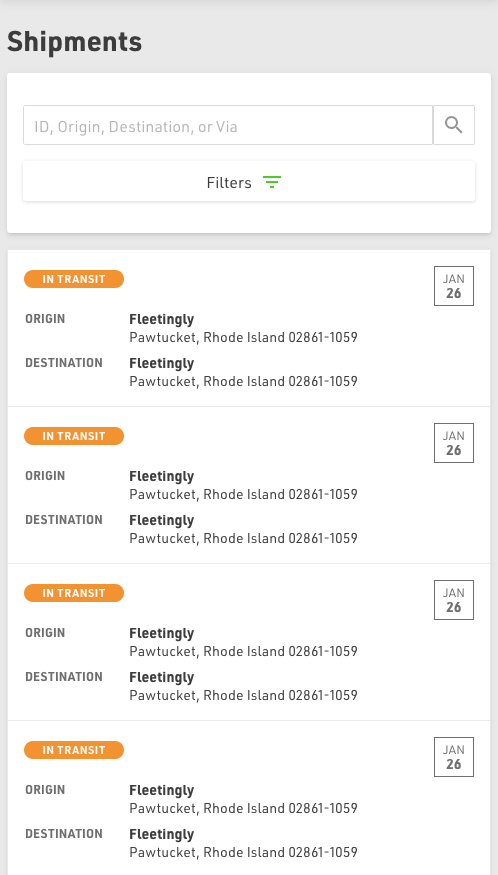 Shipments
ID, Origin, Destination, or Via
Filters
IN TRANSIT
JAN
26
ORIGIN
Fleetingly
Pawtucket, Rhode Island 02861-1059
DESTINATION
Fleetingly
Pawtucket, Rhode Island 02861-1059
IN TRANSIT
JAN
26
ORIGIN
Fleetingly
Pawtucket, Rhode Island 02861-1059
DESTINATION
Fleetingly
Pawtucket, Rhode Island 02861-1059
IN TRANSIT
JAN
26
ORIGIN
Fleetingly
Pawtucket, Rhode Island 02861-1059
DESTINATION
Fleetingly
Pawtucket, Rhode Island 02861-1059
IN TRANSIT
JAN
26
ORIGIN
Fleetingly
Pawtucket, Rhode Island 02861-1059
DESTINATION
Fleetingly
Pawtucket, Rhode Island 02861-1059